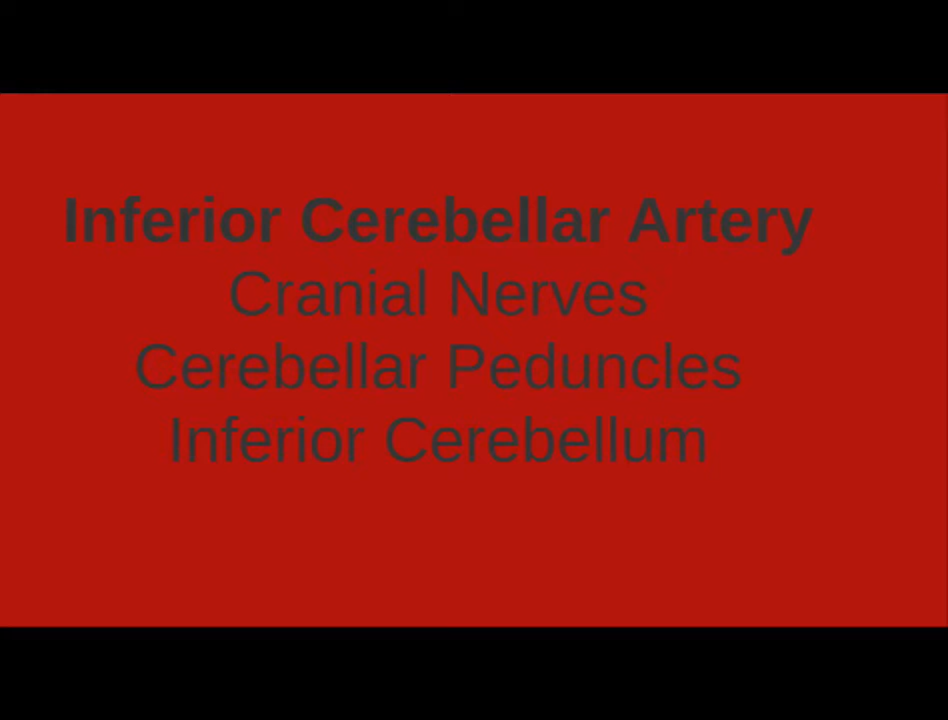 Inferior Cerebellar Artery
Cranial Nerves
Cerebellar Peduncles
Inferior Cerebellum